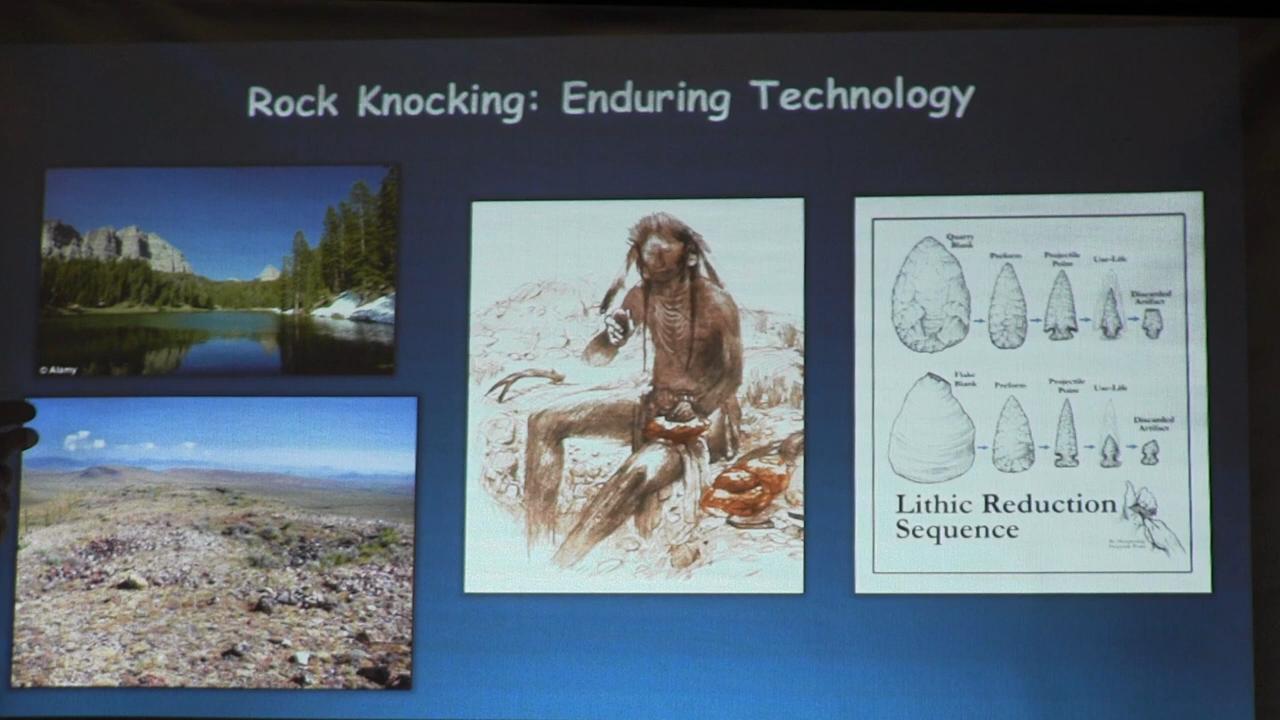 Rock Knocking: Enduring Technology
© Alamy
Quarry
Blank
Preform
Projectile
Point
Use-Life
Discarded
Artifact
Flake
Blank
Preform
Projectile
Point
Use-Life
Discarded
Artifact
Lithic Reduction
Sequence